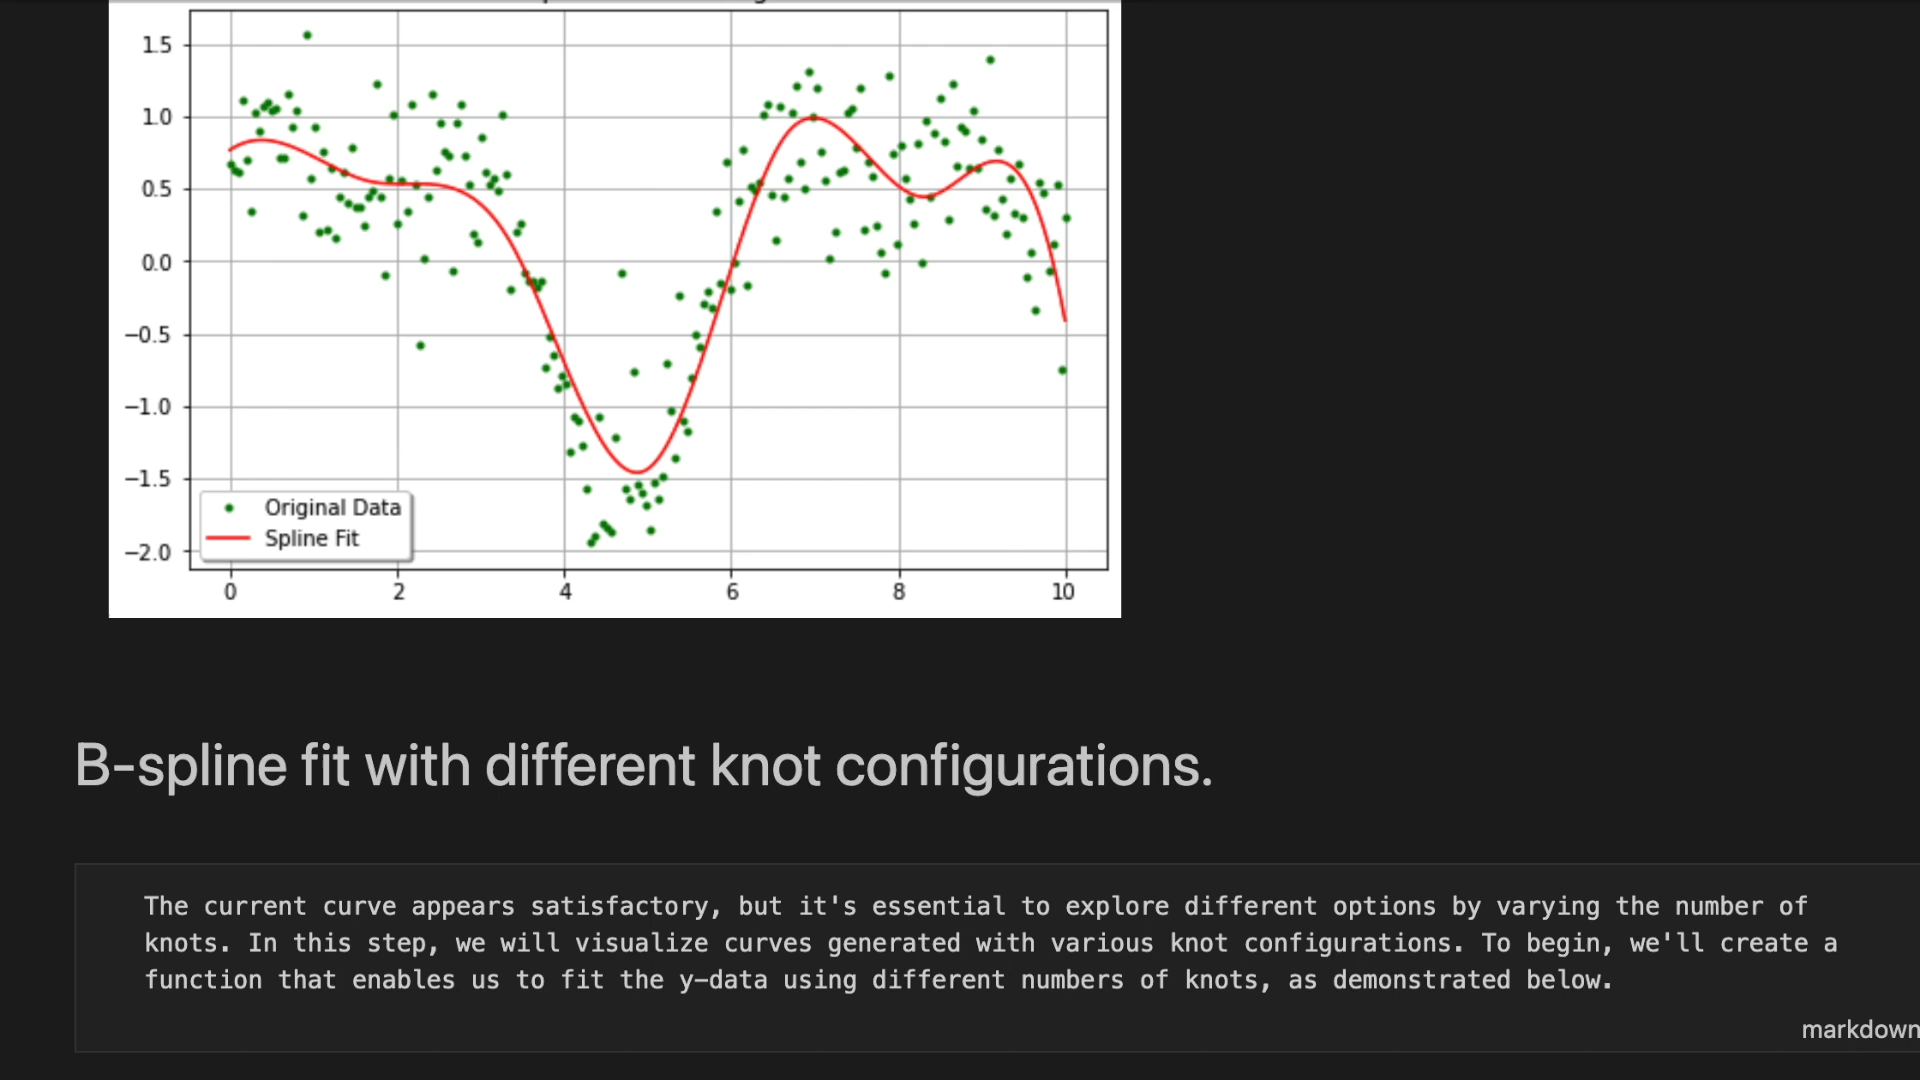 1.5
1.0
0.5
0.0
−0.5
−1.0
−1.5
−2.0
Original Data
Spline Fit
0 2 4 6 8 10
B-spline fit with different knot configurations.
The current curve appears satisfactory, but it's essential to explore different options by varying the number of
knots. In this step, we will visualize curves generated with various knot configurations. To begin, we'll create a
function that enables us to fit the y-data using different numbers of knots, as demonstrated below.
markdown